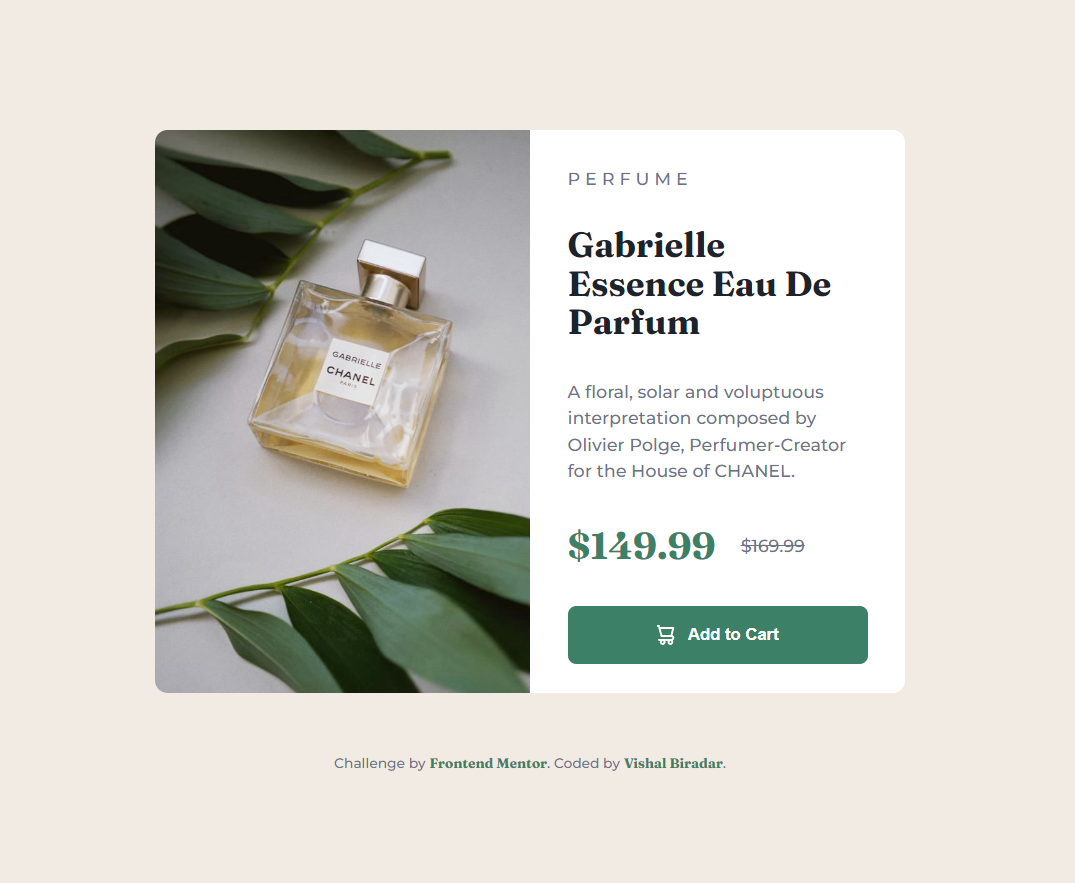 GABRIELLE
CHANEL
PARIS
PERFUME
Gabrielle
Essence Eau De
Parfum
A floral, solar and voluptuous
interpretation composed by
Olivier Polge, Perfumer-Creator
for the House of CHANEL.
$149.99 $169.99
Add to Cart
Challenge by Frontend Mentor. Coded by Vishal Biradar.